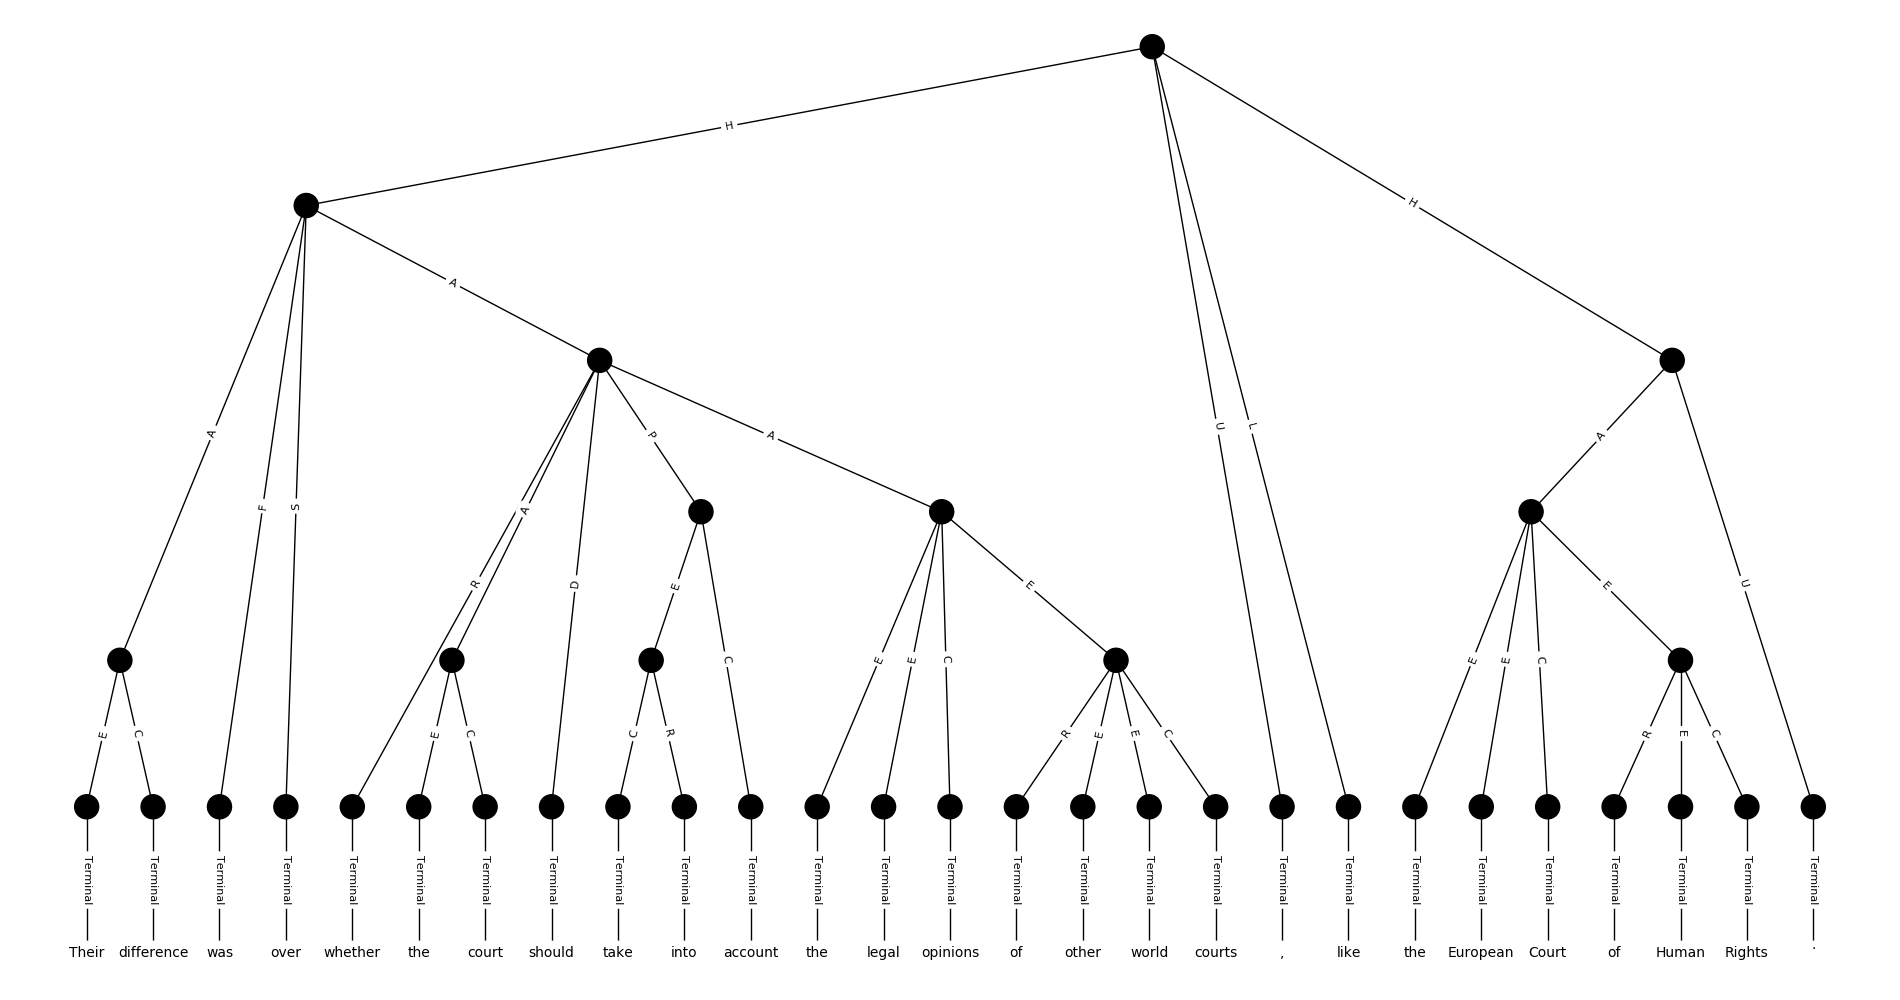 H
H
A
A
F
S
P
A
A
U
L
A
R
A
D
E
C
E
E
C
E
E
E
C
E
U
E
C
E
C
C
R
R
E
E
C
R
E
C
Terminal Terminal Terminal Terminal Terminal Terminal Terminal Terminal Terminal Terminal Terminal Terminal Terminal Terminal Terminal Terminal Terminal Terminal Terminal Terminal Terminal Terminal Terminal Terminal Terminal Terminal Terminal
Their difference was over whether the court should take into account the legal opinions of other world courts , like the European Court of Human Rights .